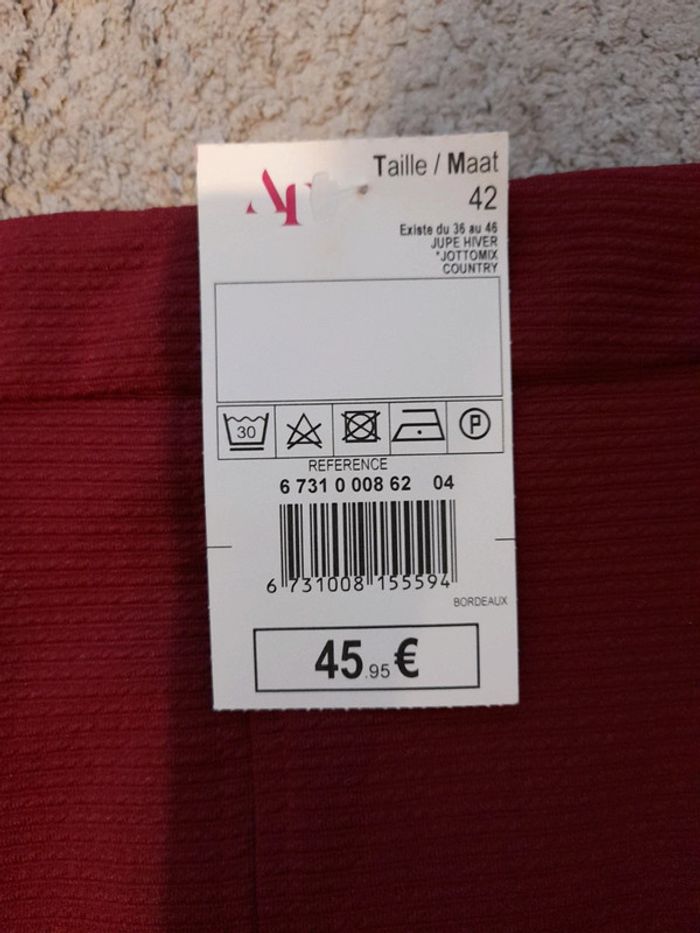 Taille / Maat
42
Existe du 36 au 46
JUPE HIVER
*JOTTOMIX
COUNTRY
30
P
REFERENCE
6 731 0 008 62 04
6 731008 155594
BORDEAUX
45.95 €